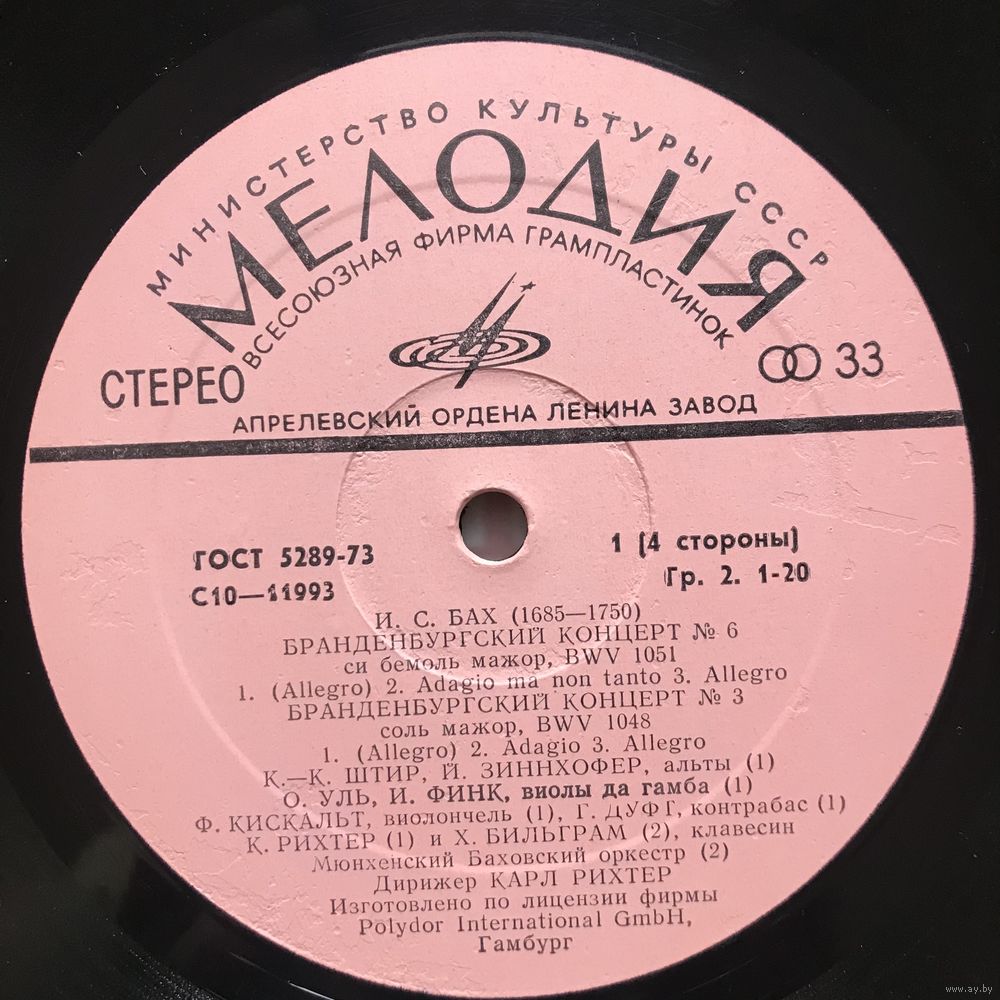 МИНИСТЕРСТВО КУЛЬТУРЫ СССР
МЕЛОДИЯ
ВСЕСОЮЗНАЯ ФИРМА ГРАМПЛАСТИНОК
СТЕРЕО
33
АПРЕЛЕВСКИЙ ОРДЕНА ЛЕНИНА ЗАВОД
ГОСТ 5289-73
1 (4 стороны)
С10—11993
Гр. 2. 1-20
И. С. БАХ (1685—1750)
БРАНДЕНБУРГСКИЙ КОНЦЕРТ № 6
си бемоль мажор, BWV 1051
1. (Allegro) 2. Adagio ma non tanto 3. Allegro
БРАНДЕНБУРГСКИЙ КОНЦЕРТ № 3
соль мажор, BWV 1048
1. (Allegro) 2. Adagio 3. Allegro
К.—К. ШТИР, Й. ЗИННХОФЕР, альты (1)
О. УЛЬ, И. ФИНК, виолы да гамба (1)
Ф. КИСКАЛЬТ, виолончель (1), Г. ДУФТ, контрабас (1)
К. РИХТЕР (1) и Х. БИЛЬГРАМ (2), клавесин
Мюнхенский Баховский оркестр (2)
Дирижер КАРЛ РИХТЕР
Изготовлено по лицензии фирмы
Polydor International GmbH,
Гамбург
www.ay.by